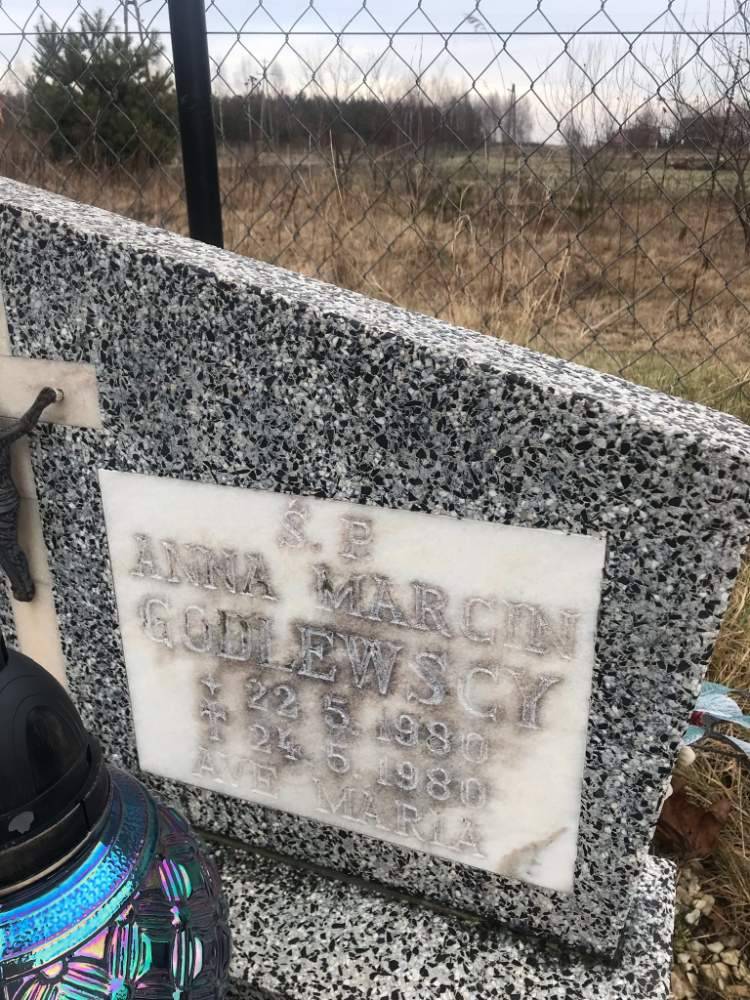 Ś. P.
ANNA MARCIN
GODLEWSCY
* 22.5.1980
† 24.5.1980
AVE MARIA